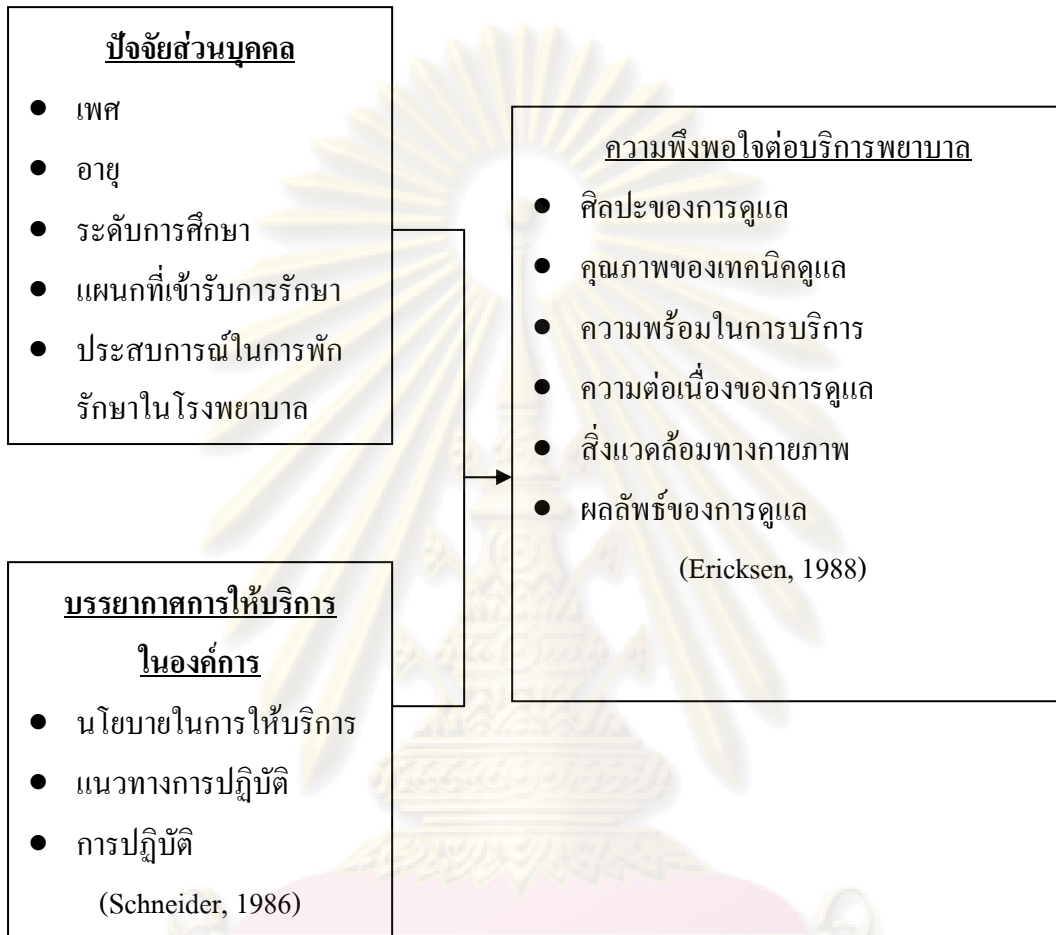 ปัจจัยส่วนบุคคล
● เพศ
● อายุ
● ระดับการศึกษา
● แผนกที่เข้ารับการรักษา
● ประสบการณ์ในการพัก
รักษาในโรงพยาบาล
บรรยากาศการให้บริการ
ในองค์การ
● นโยบายในการให้บริการ
● แนวทางการปฏิบัติ
● การปฏิบัติ
(Schneider, 1986)
ความพึงพอใจต่อบริการพยาบาล
● ศิลปะของการดูแล
● คุณภาพของเทคนิคดูแล
● ความพร้อมในการบริการ
● ความต่อเนื่องของการดูแล
● สิ่งแวดล้อมทางกายภาพ
● ผลลัพธ์ของการดูแล
(Ericksen, 1988)